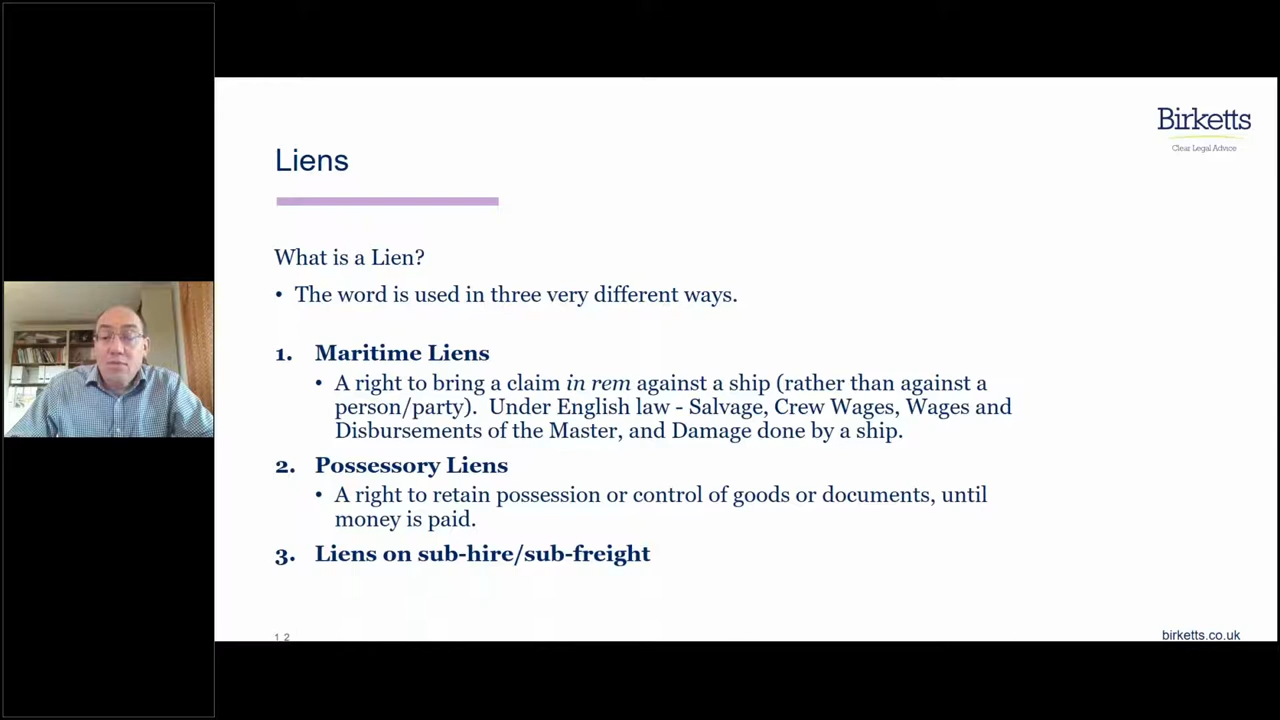 Birketts
Clear Legal Advice
Liens
What is a Lien?
• The word is used in three very different ways.
1. Maritime Liens
• A right to bring a claim in rem against a ship (rather than against a
person/party).  Under English law - Salvage, Crew Wages, Wages and
Disbursements of the Master, and Damage done by a ship.
2. Possessory Liens
• A right to retain possession or control of goods or documents, until
money is paid.
3. Liens on sub-hire/sub-freight
12
birketts.co.uk